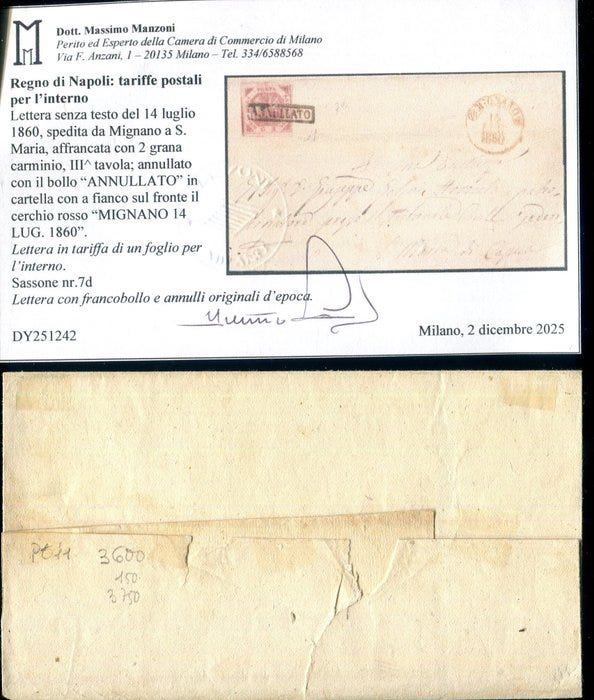 Dott. Massimo Manzoni
Perito ed Esperto della Camera di Commercio di Milano
Via F. Anzani, 1 – 20135 Milano – Tel. 334/6588568
Regno di Napoli: tariffe postali
per l'interno
Lettera senza testo del 14 luglio
1860, spedita da Mignano a S.
Maria, affrancata con 2 grana
carminio, III^ tavola; annullato
con il bollo "ANNULLATO" in
cartella con a fianco sul fronte il
cerchio rosso "MIGNANO 14
LUG. 1860".
Lettera in tariffa di un foglio per
l'interno.
Sassone nr.7d
Lettera con francobollo e annulli originali d'epoca.
DY251242
Milano, 2 dicembre 2025
ANNULLATO
MIGNANO
14
1860
3600
150
3750